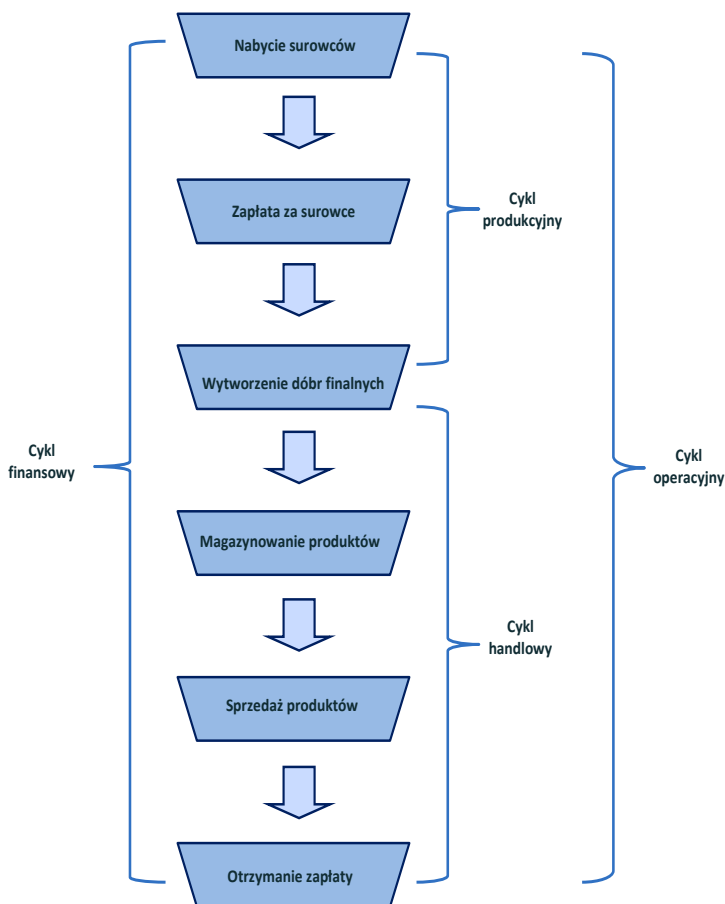 Nabycie surowców
Zapłata za surowce
Cykl
produkcyjny
Wytworzenie dóbr finalnych
Cykl
finansowy
Cykl
operacyjny
Magazynowanie produktów
Cykl
handlowy
Sprzedaż produktów
Otrzymanie zapłaty